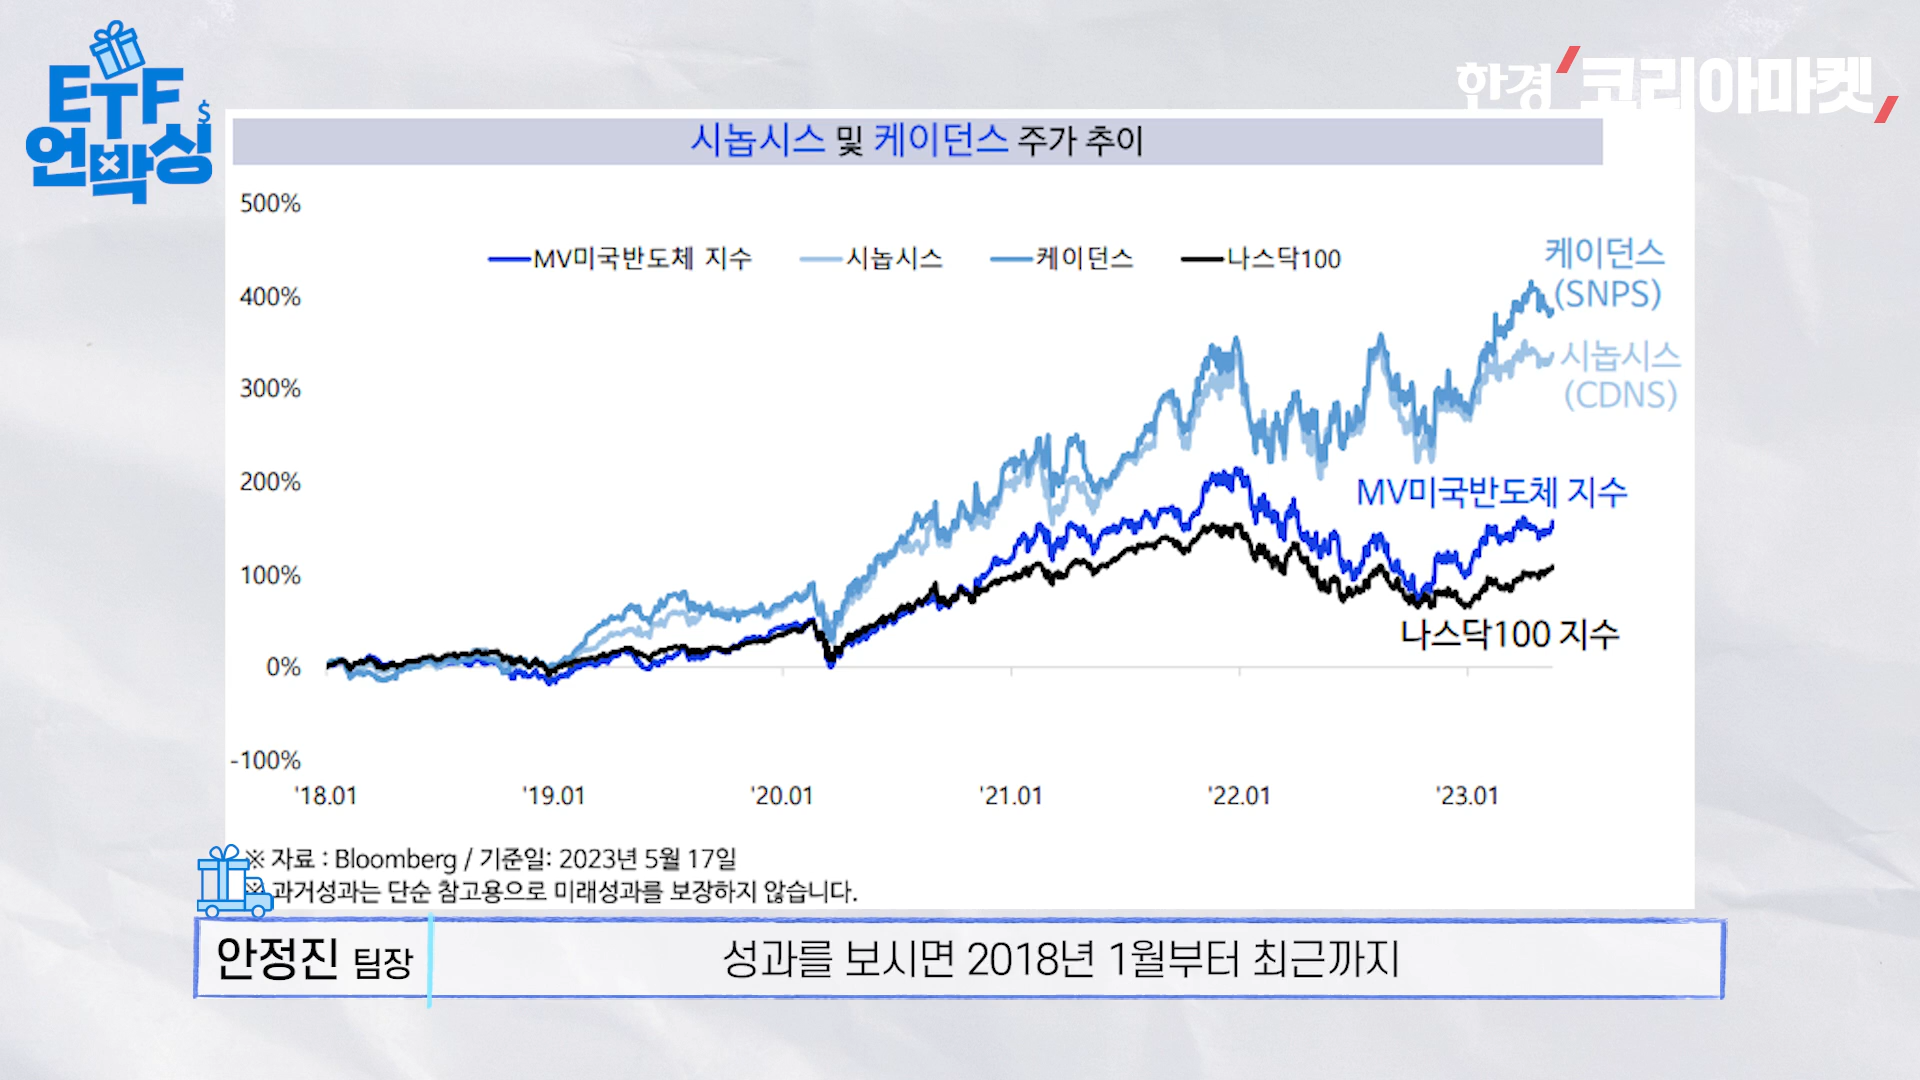 ETF
언박싱
한경 코리아마켓
시놉시스 및 케이던스 주가 추이
500%
400%
300%
200%
100%
0%
-100%
MV미국반도체 지수 시놉시스 케이던스 나스닥100
케이던스
(SNPS)
시놉시스
(CDNS)
MV미국반도체 지수
나스닥100 지수
'18.01 '19.01 '20.01 '21.01 '22.01 '23.01
※ 자료 : Bloomberg / 기준일: 2023년 5월 17일
※ 과거성과는 단순 참고용으로 미래성과를 보장하지 않습니다.
안정진 팀장
성과를 보시면 2018년 1월부터 최근까지